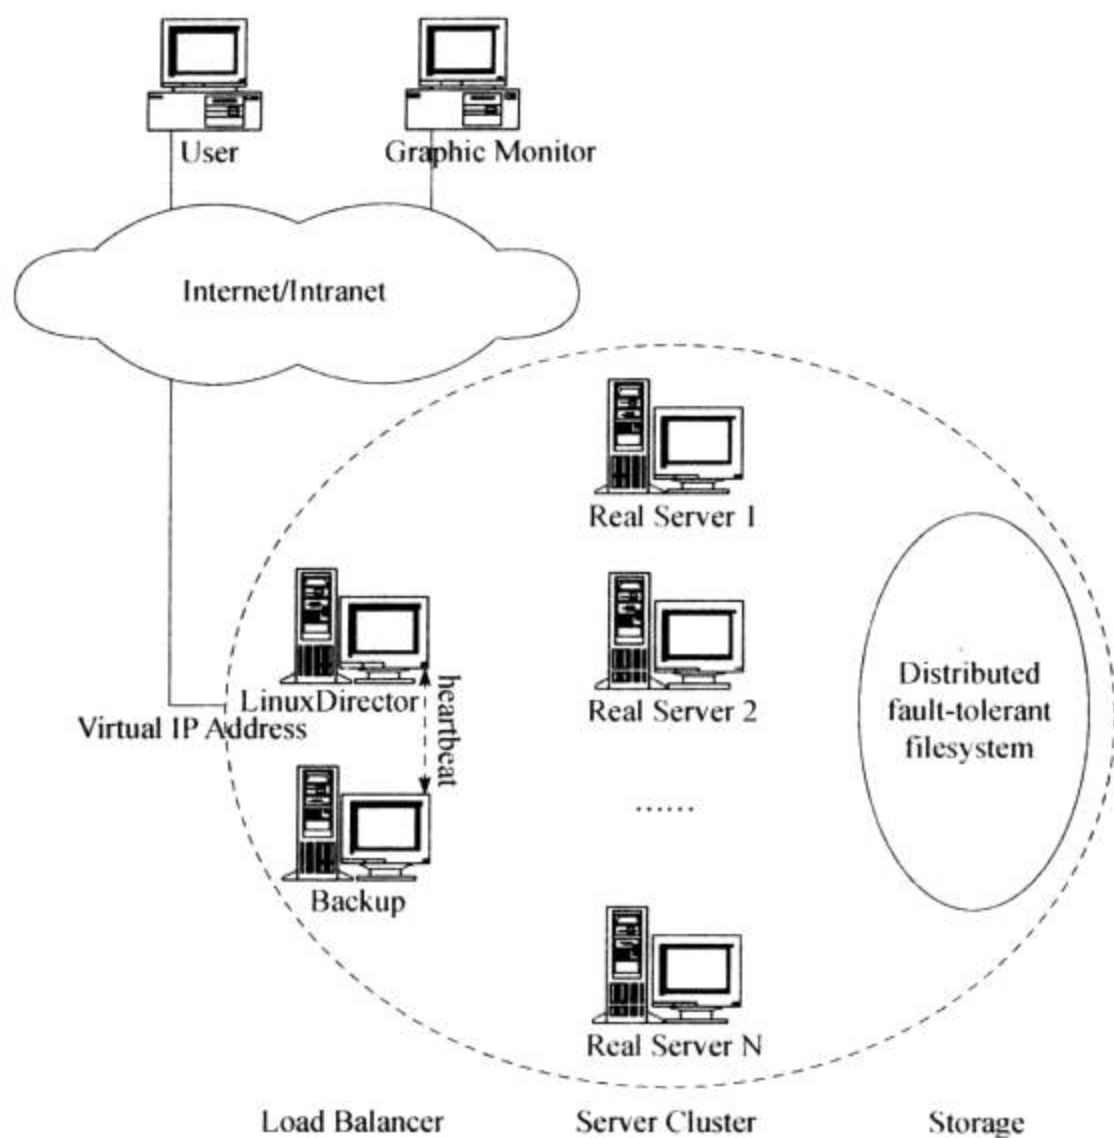 User
Graphic Monitor
Internet/Intranet
Real Server 1
LinuxDirector
heartbeat
Real Server 2
Distributed
fault-tolerant
filesystem
Virtual IP Address
......
Backup
Real Server N
Load Balancer
Server Cluster
Storage